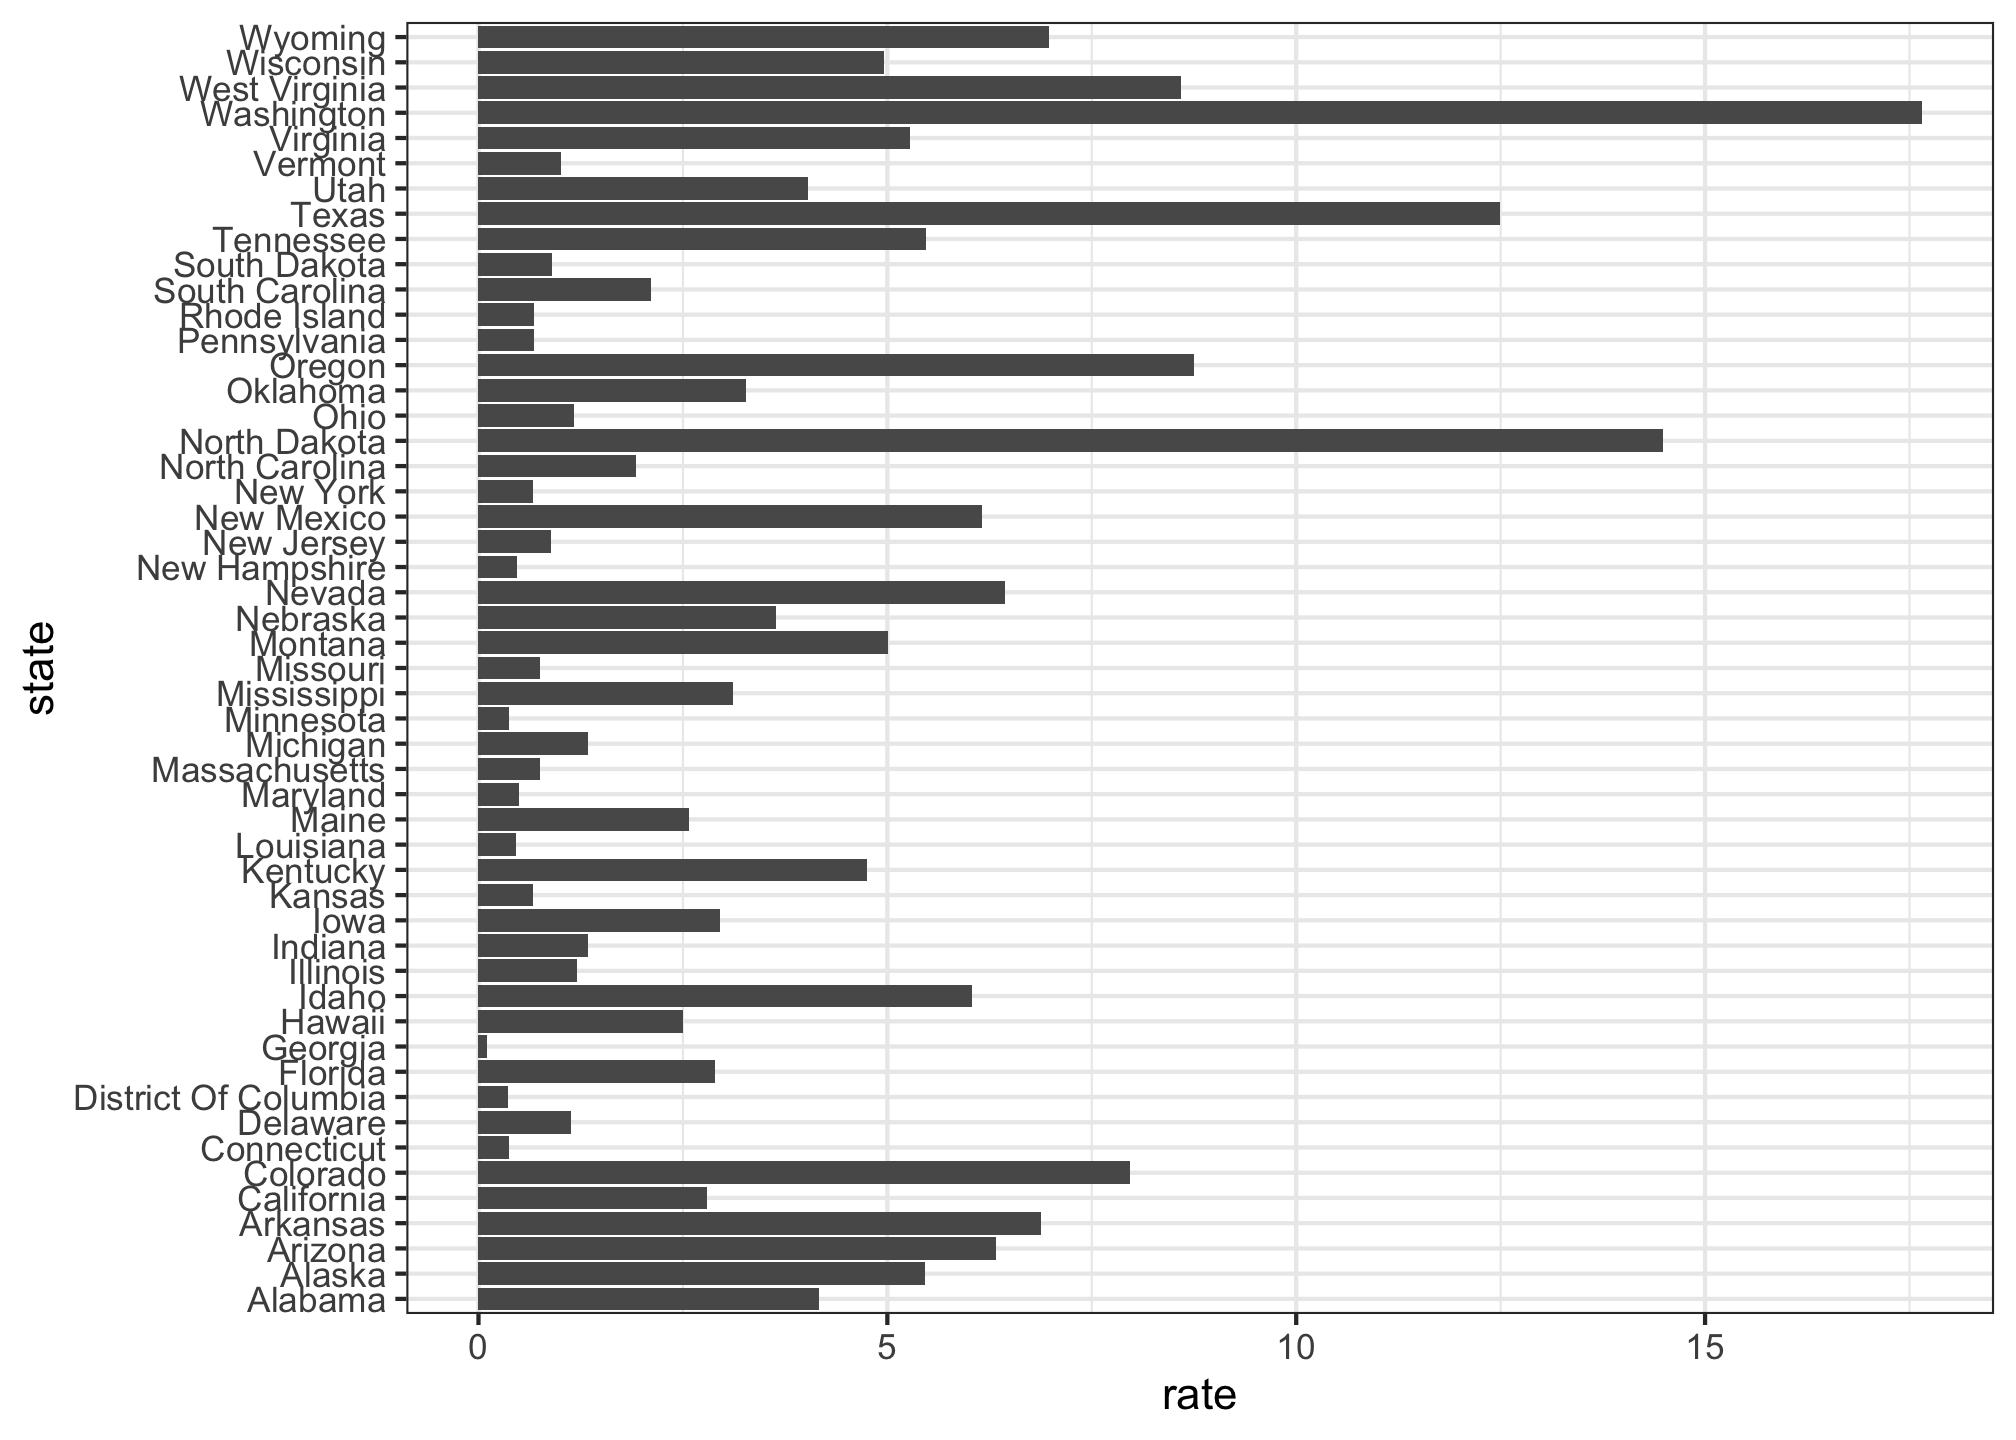 Wyoming
Wisconsin
West Virginia
Washington
Virginia
Vermont
Utah
Texas
Tennessee
South Dakota
South Carolina
Rhode Island
Pennsylvania
Oregon
Oklahoma
Ohio
North Dakota
North Carolina
New York
New Mexico
New Jersey
New Hampshire
Nevada
Nebraska
Montana
Missouri
Mississippi
Minnesota
Michigan
Massachusetts
Maryland
Maine
Louisiana
Kentucky
Kansas
Iowa
Indiana
Illinois
Idaho
Hawaii
Georgia
Florida
District Of Columbia
Delaware
Connecticut
Colorado
California
Arkansas
Arizona
Alaska
Alabama
state
0 5 10 15
rate